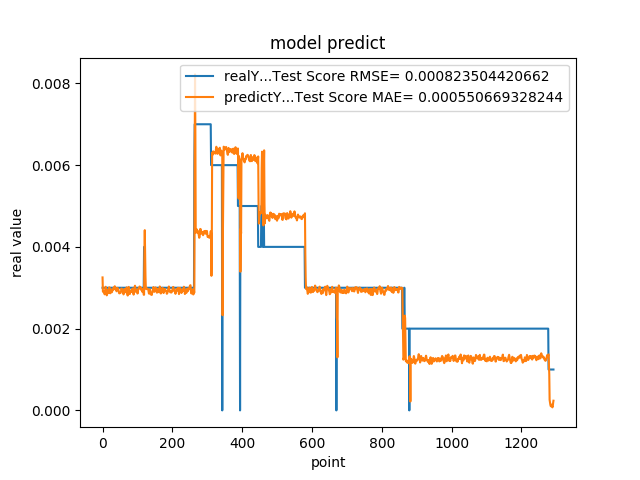 model predict
realY...Test Score RMSE= 0.000823504420662
predictY...Test Score MAE= 0.000550669328244
0.008
0.006
0.004
0.002
0.000
real value
0 200 400 600 800 1000 1200
point